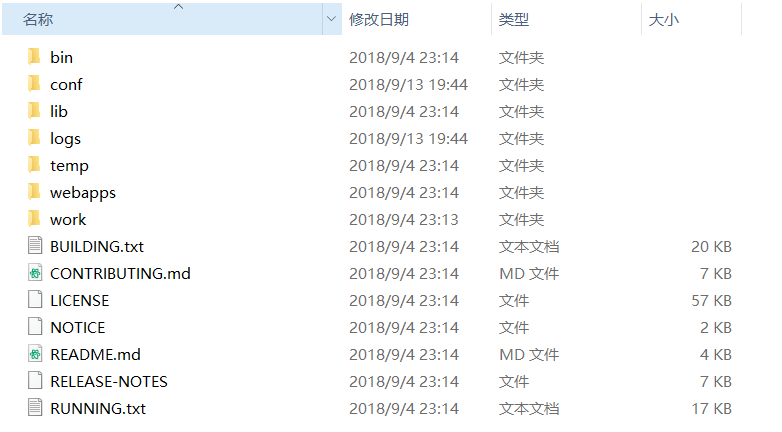 名称 修改日期 类型 大小
bin 2018/9/4 23:14 文件夹
conf 2018/9/13 19:44 文件夹
lib 2018/9/4 23:14 文件夹
logs 2018/9/13 19:44 文件夹
temp 2018/9/4 23:14 文件夹
webapps 2018/9/4 23:14 文件夹
work 2018/9/4 23:13 文件夹
BUILDING.txt 2018/9/4 23:14 文本文档 20 KB
CONTRIBUTING.md 2018/9/4 23:14 MD 文件 7 KB
LICENSE 2018/9/4 23:14 文件 57 KB
NOTICE 2018/9/4 23:14 文件 2 KB
README.md 2018/9/4 23:14 MD 文件 4 KB
RELEASE-NOTES 2018/9/4 23:14 文件 7 KB
RUNNING.txt 2018/9/4 23:14 文本文档 17 KB